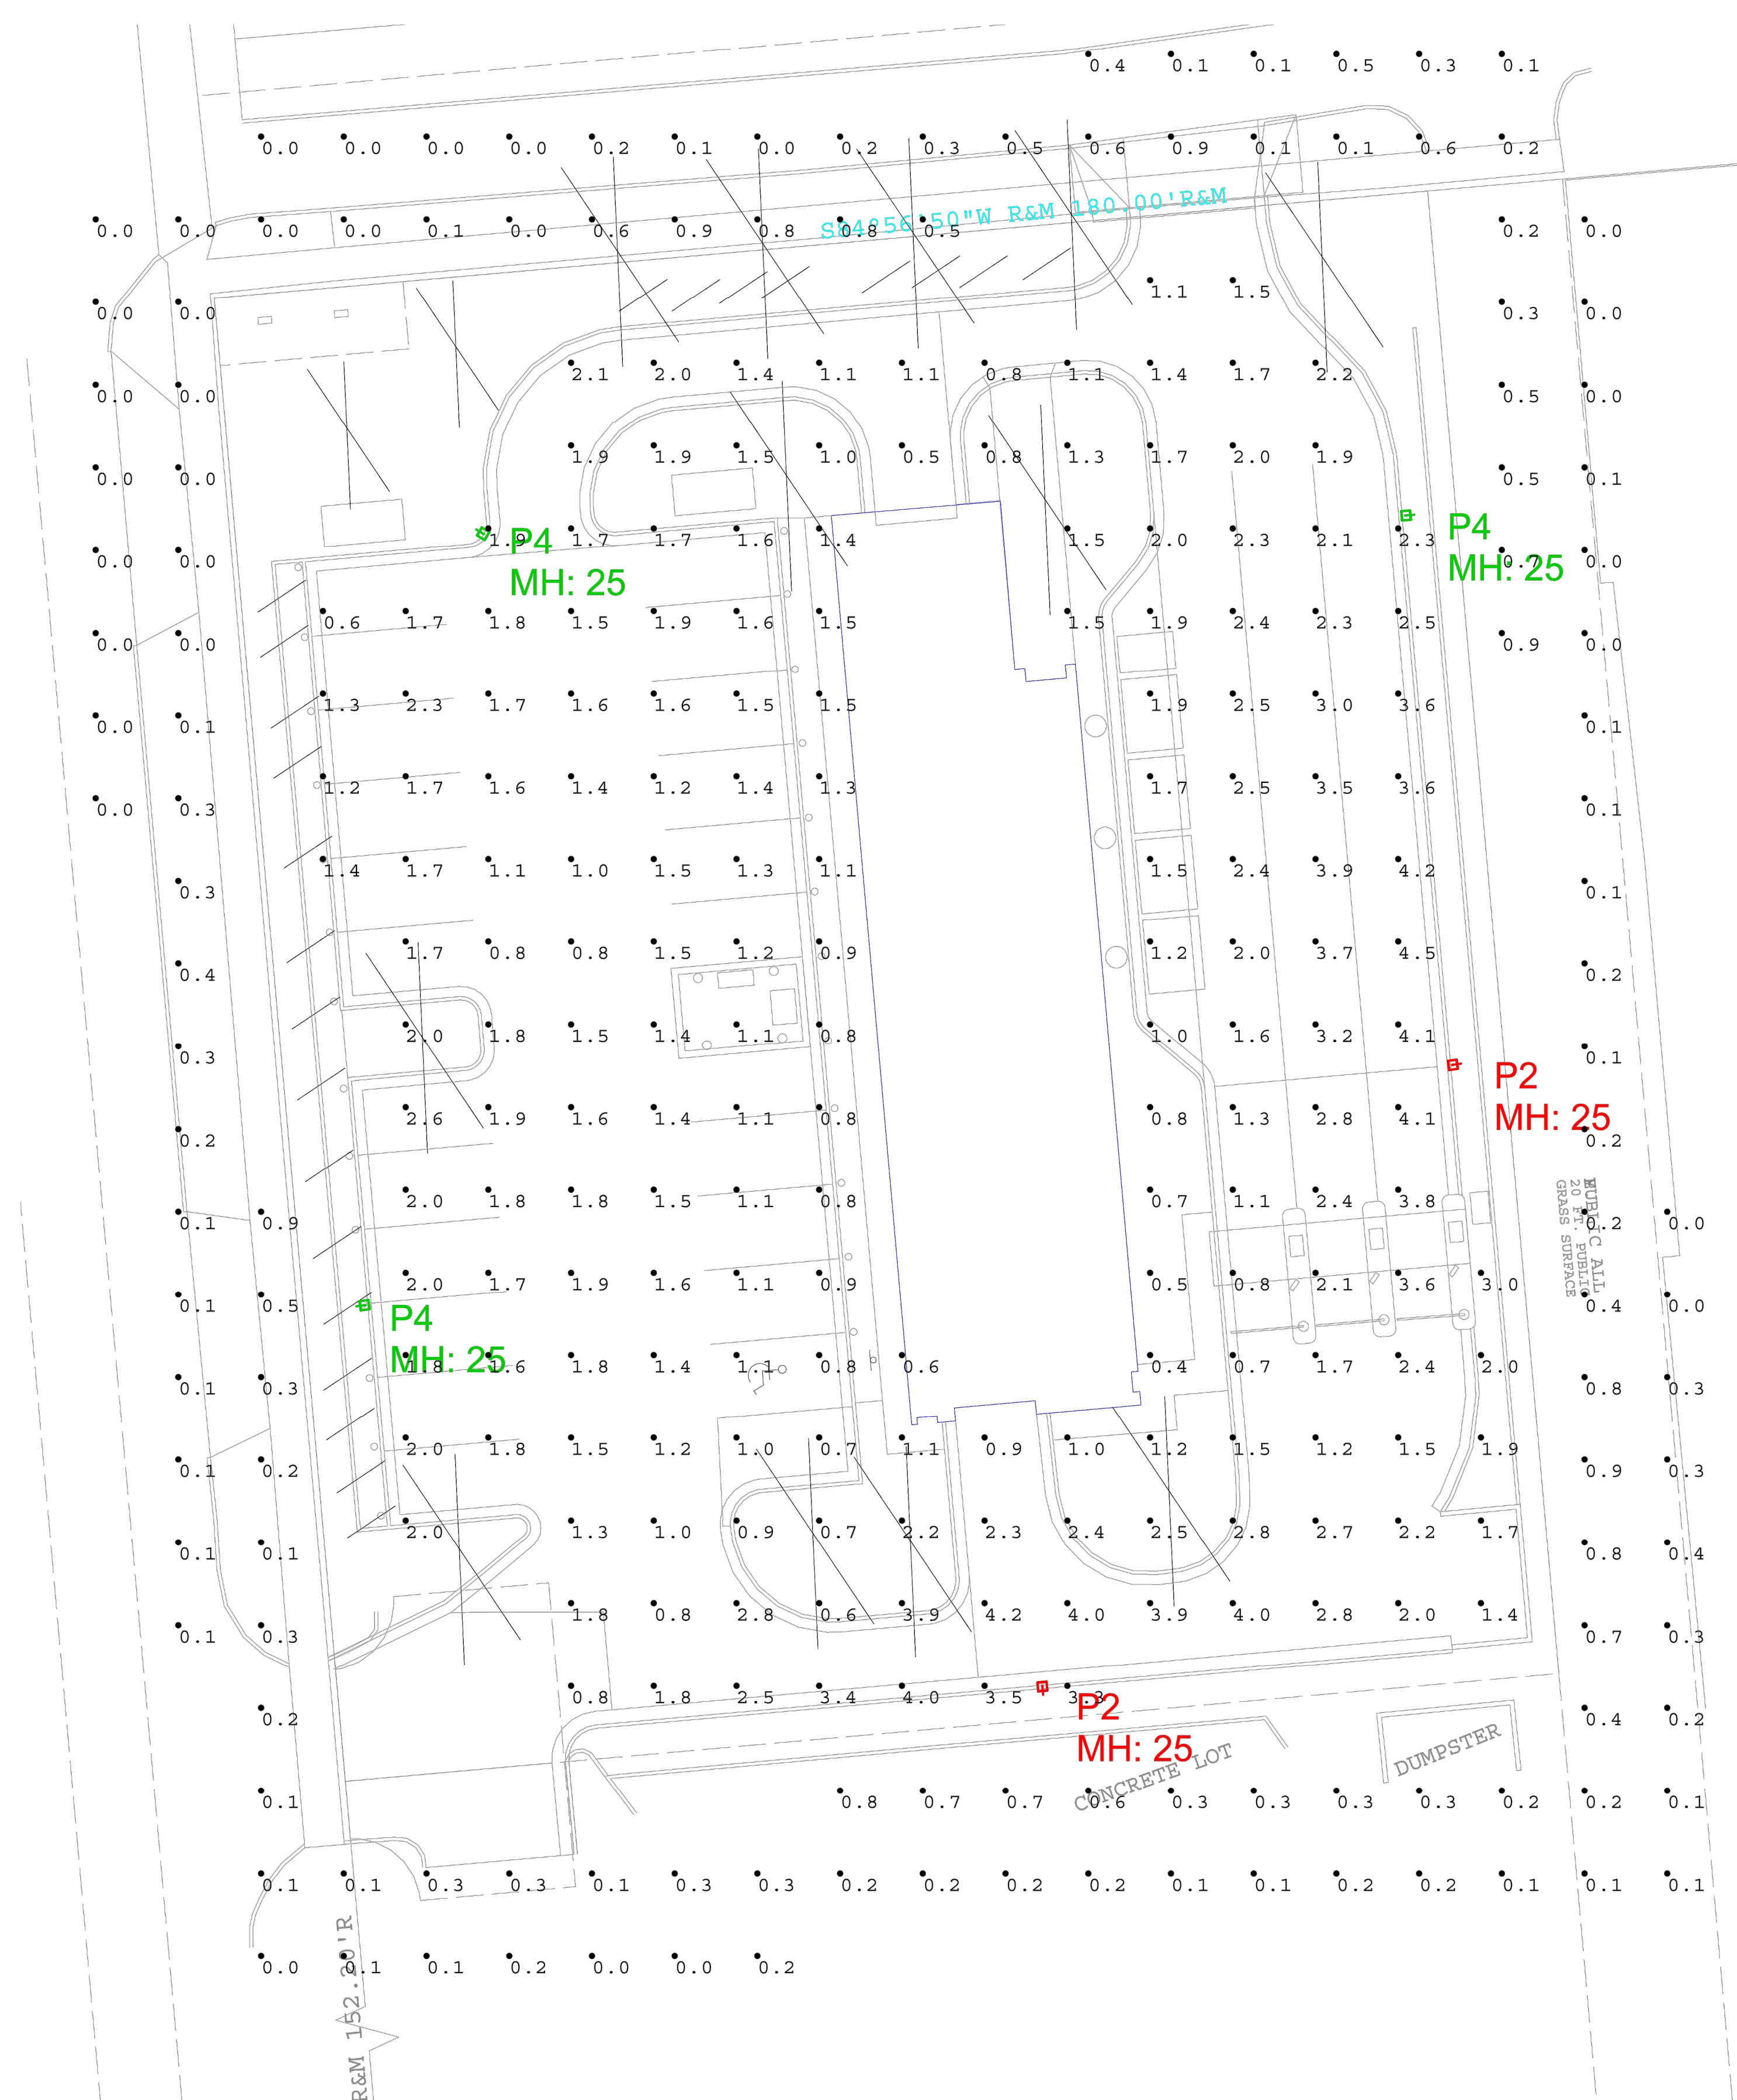 0.4 0.1 0.1 0.5 0.3 0.1
0.0 0.0 0.0 0.0 0.2 0.1 0.0 0.2 0.3 0.5 0.6 0.9 0.1 0.1 0.6 0.2
S84°56'50"W R&M 180.00'R&M
0.0 0.0 0.0 0.0 0.1 0.0 0.6 0.9 0.8 0.8 0.5 0.2 0.0
1.1 1.5
0.0 0.0 0.3 0.0
2.1 2.0 1.4 1.1 1.1 0.8 1.1 1.4 1.7 2.2
0.0 0.0 0.5 0.0
1.9 1.9 1.5 1.0 0.5 0.8 1.3 1.7 2.0 1.9
0.0 0.0 0.5 0.1
1.9 1.7 1.7 1.6 1.4 1.5 2.0 2.3 2.1 2.3
P4
MH: 25
P4
MH: 25
0.0 0.0 0.7 0.0
0.6 1.7 1.8 1.5 1.9 1.6 1.5 1.5 1.9 2.4 2.3 2.5
0.0 0.0 0.9 0.0
1.3 2.3 1.7 1.6 1.6 1.5 1.5 1.9 2.5 3.0 3.6
0.0 0.1 0.1
1.2 1.7 1.6 1.4 1.2 1.4 1.3 1.7 2.5 3.5 3.6
0.0 0.3 0.1
1.4 1.7 1.1 1.0 1.5 1.3 1.1 1.5 2.4 3.9 4.2
0.3 0.1
1.7 0.8 0.8 1.5 1.2 0.9 1.2 2.0 3.7 4.5
0.4 0.2
2.0 1.8 1.5 1.4 1.1 0.8 1.0 1.6 3.2 4.1
0.3 0.1
P2
MH: 25
2.6 1.9 1.6 1.4 1.1 0.8 0.8 1.3 2.8 4.1
0.2 0.2
2.0 1.8 1.8 1.5 1.1 0.8 0.7 1.1 2.4 3.8
PUBLIC ALL
20 FT. PUBLIC
GRASS SURFACE
0.1 0.9 0.2 0.0
2.0 1.7 1.9 1.6 1.1 0.9 0.5 0.8 2.1 3.6 3.0
0.1 0.5 0.4 0.0
P4
MH: 25
1.8 1.6 1.8 1.4 1.1 0.8 0.6 0.4 0.7 1.7 2.4 2.0
0.1 0.3 0.8 0.3
2.0 1.8 1.5 1.2 1.0 0.7 1.1 0.9 1.0 1.2 1.5 1.2 1.5 1.9
0.1 0.2 0.9 0.3
2.0 1.3 1.0 0.9 0.7 2.2 2.3 2.4 2.5 2.8 2.7 2.2 1.7
0.1 0.1 0.8 0.4
1.8 0.8 2.8 0.6 3.9 4.2 4.0 3.9 4.0 2.8 2.0 1.4
0.1 0.3 0.7 0.3
0.8 1.8 2.5 3.4 4.0 3.5 3.3
P2
MH: 25
0.2 0.4 0.2
CONCRETE LOT
DUMPSTER
0.1 0.8 0.7 0.7 0.6 0.3 0.3 0.3 0.3 0.2 0.2 0.1
0.1 0.1 0.3 0.3 0.1 0.3 0.3 0.2 0.2 0.2 0.2 0.1 0.1 0.2 0.2 0.1 0.1 0.1
0.0 0.1 0.1 0.2 0.0 0.0 0.2
R&M 152.20'R